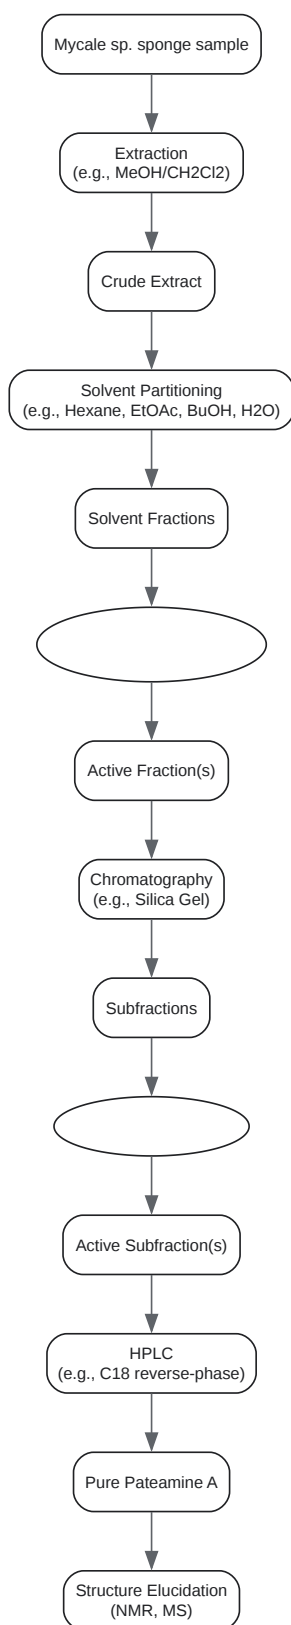 Mycale sp. sponge sample
Extraction
(e.g., MeOH/CH2Cl2)
Crude Extract
Solvent Partitioning
(e.g., Hexane, EtOAc, BuOH, H2O)
Solvent Fractions
Active Fraction(s)
Chromatography
(e.g., Silica Gel)
Subfractions
Active Subfraction(s)
HPLC
(e.g., C18 reverse-phase)
Pure Pateamine A
Structure Elucidation
(NMR, MS)